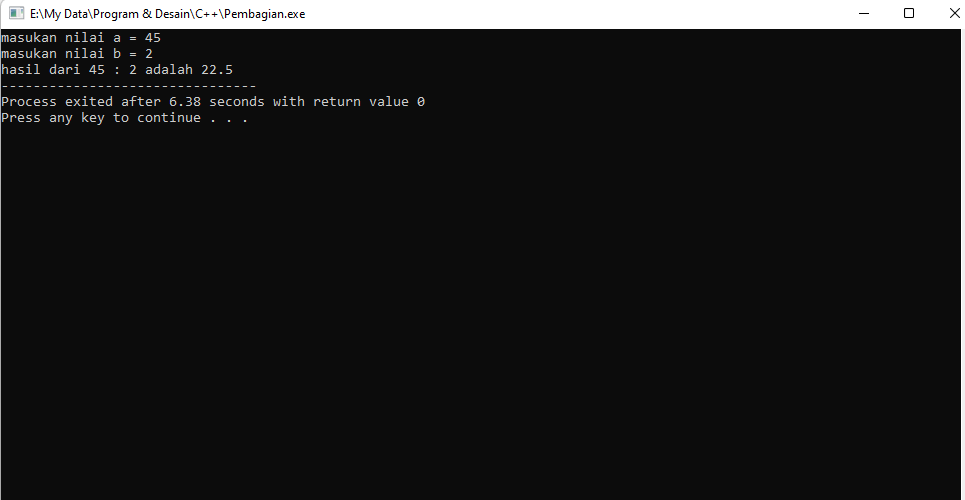 E:\My Data\Program & Desain\C++\Pembagian.exe
masukan nilai a = 45
masukan nilai b = 2
hasil dari 45 : 2 adalah 22.5
--------------------------------
Process exited after 6.38 seconds with return value 0
Press any key to continue . . .